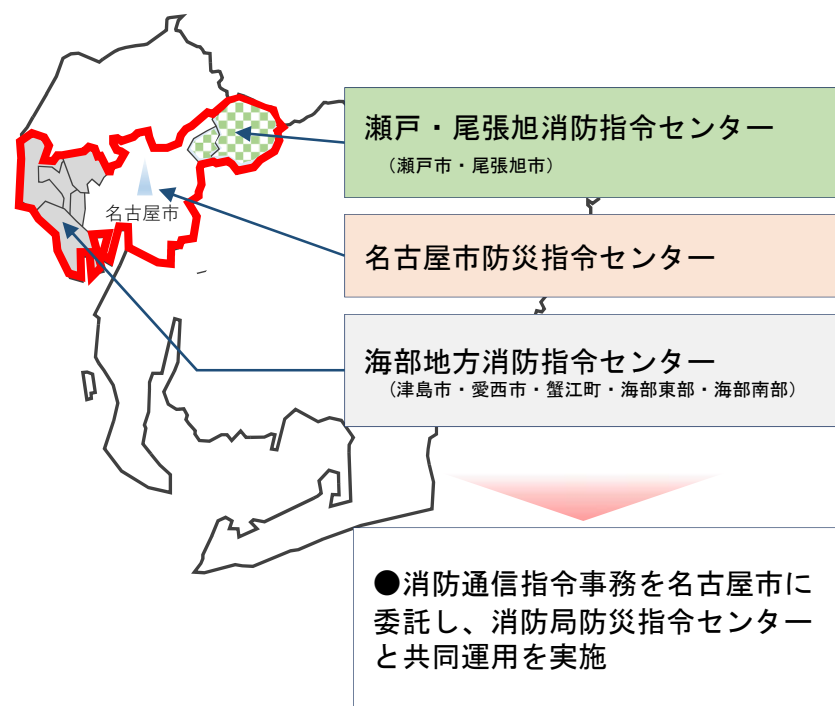 瀬戸・尾張旭消防指令センター
（瀬戸市・尾張旭市）
名古屋市
名古屋市防災指令センター
海部地方消防指令センター
（津島市・愛西市・蟹江町・海部東部・海部南部）
●消防通信指令事務を名古屋市に
委託し、消防局防災指令センター
と共同運用を実施